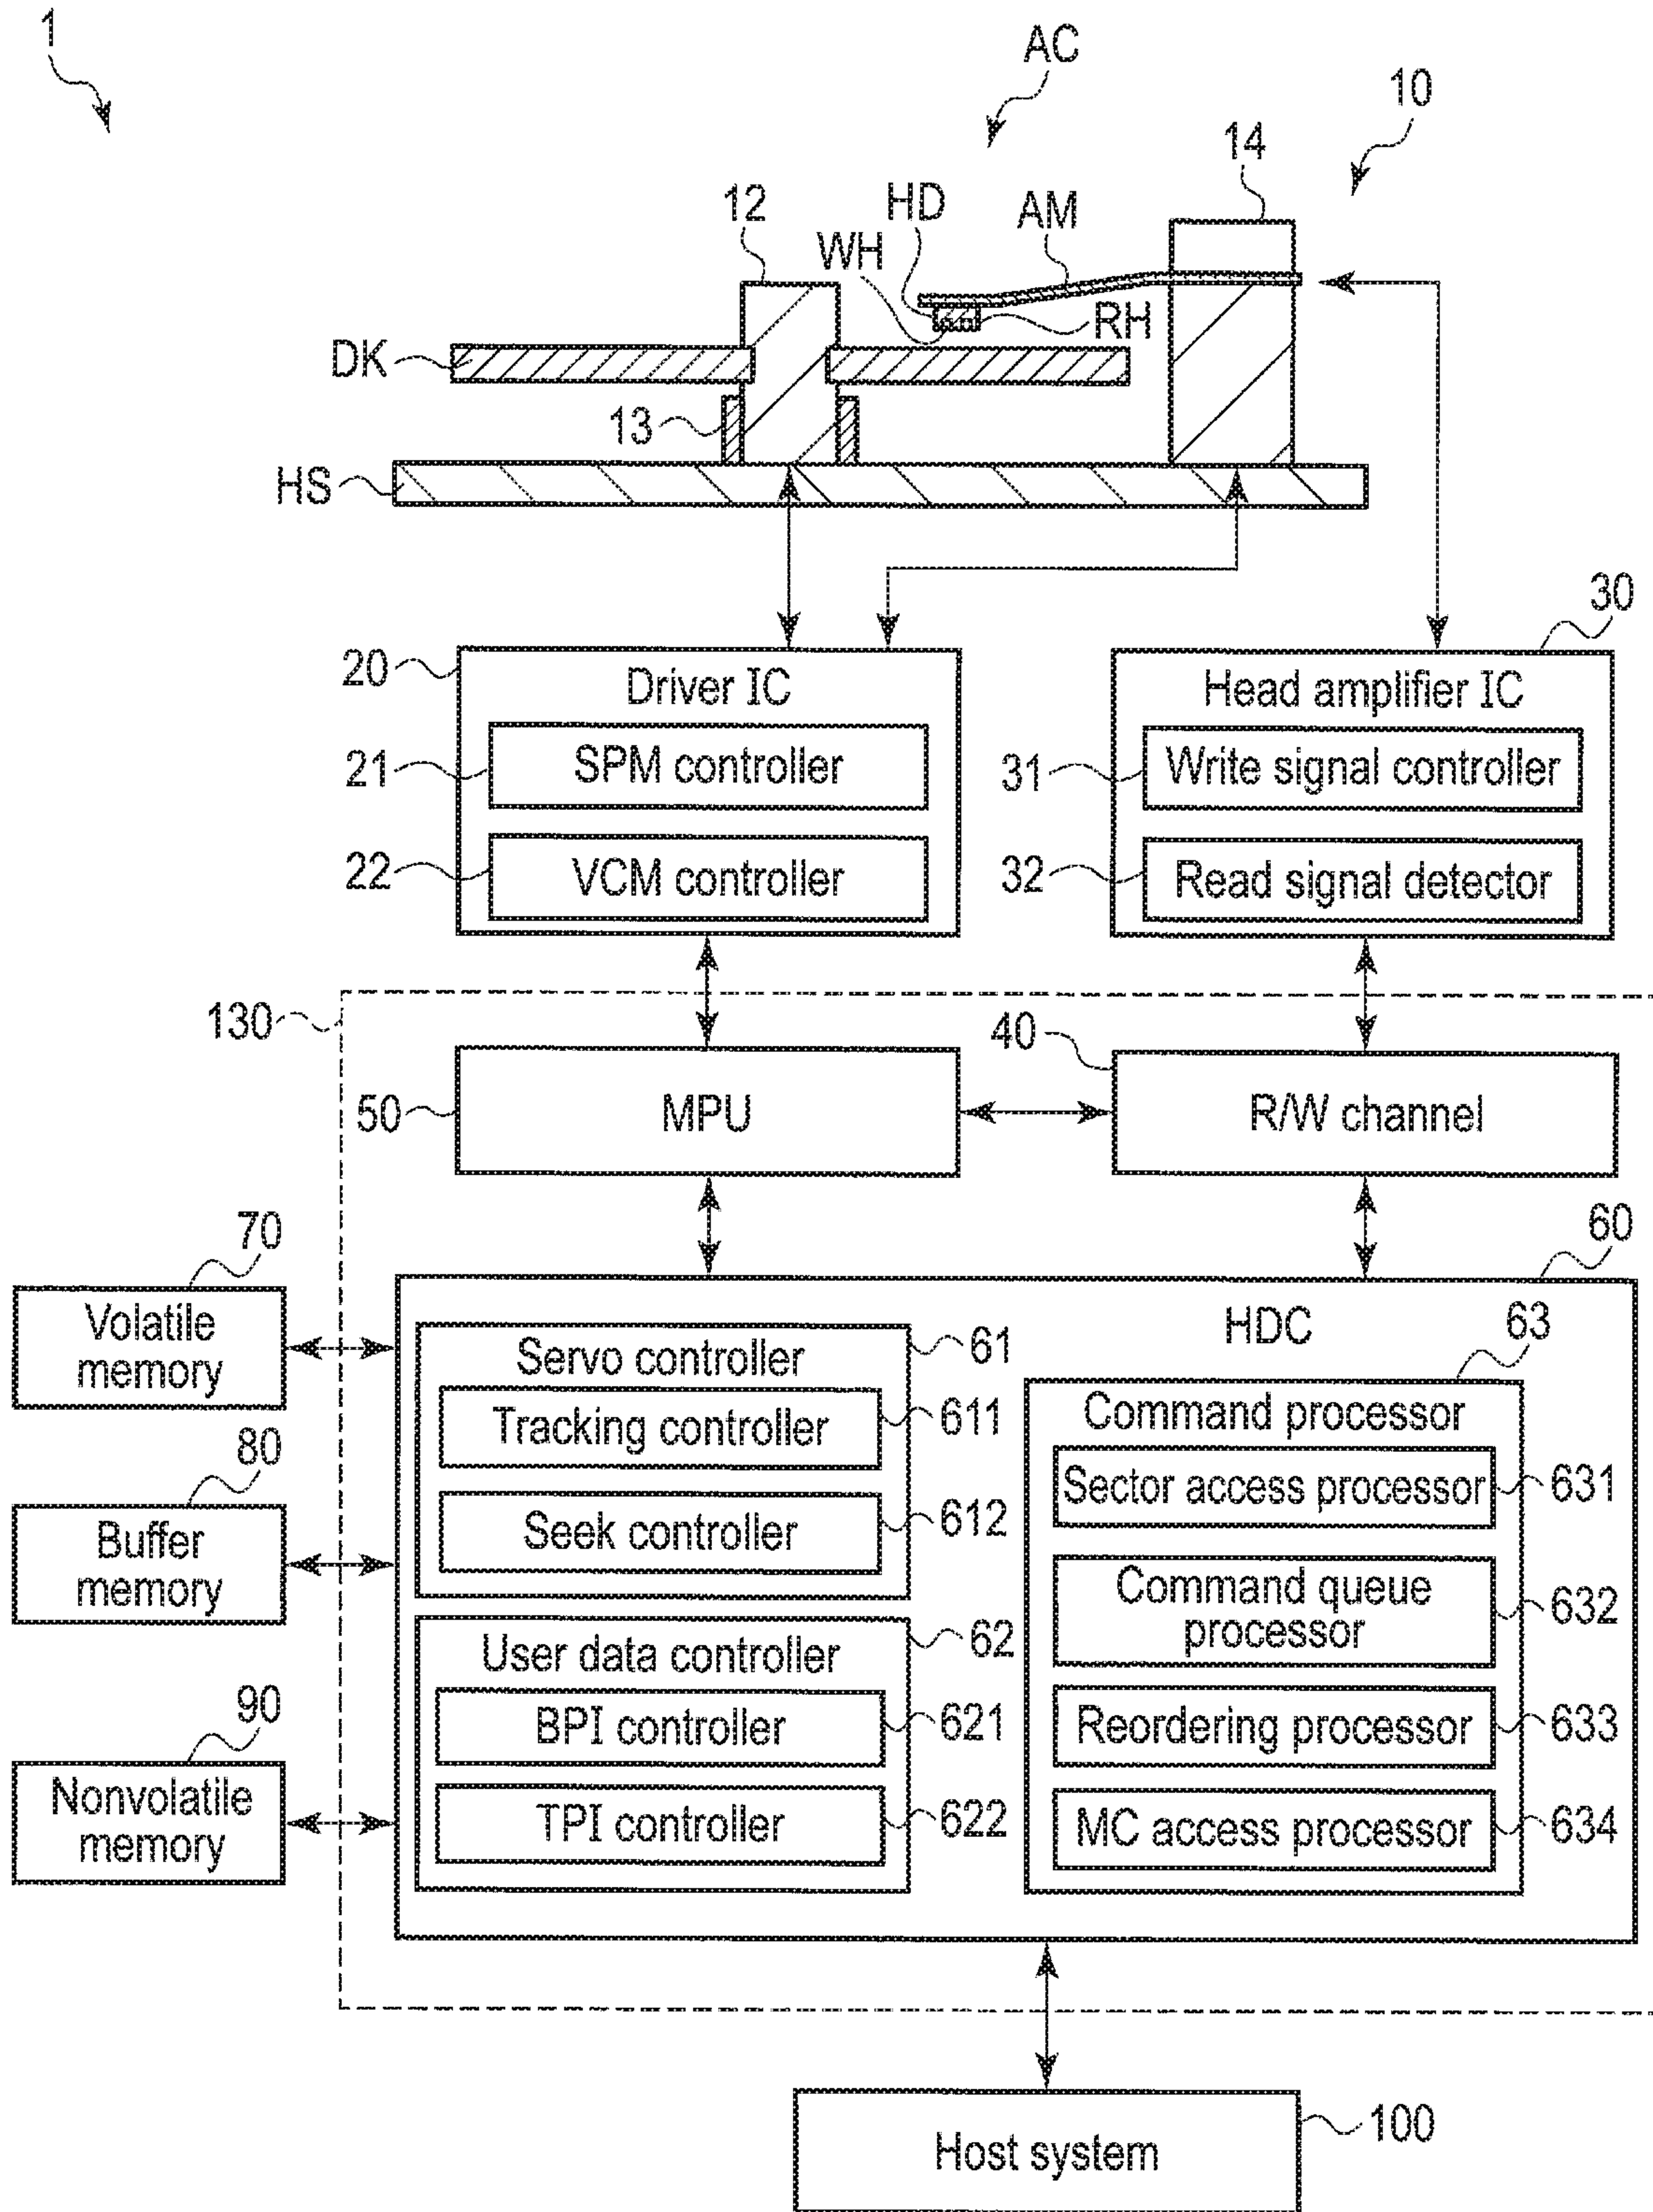 1
AC
10
14
12
HD
AM
WH
RH
DK
13
HS
30
20
Driver IC
Head amplifier IC
21
SPM controller
31
Write signal controller
22
VCM controller
32
Read signal detector
130
40
50
MPU
R/W channel
70
60
Volatile
memory
HDC
61
63
Servo controller
Command processor
Tracking controller
611
Sector access processor
631
80
Buffer
memory
Seek controller
612
Command queue
processor
632
62
User data controller
90
BPI controller
621
Reordering processor
633
Nonvolatile
memory
TPI controller
622
MC access processor
634
100
Host system